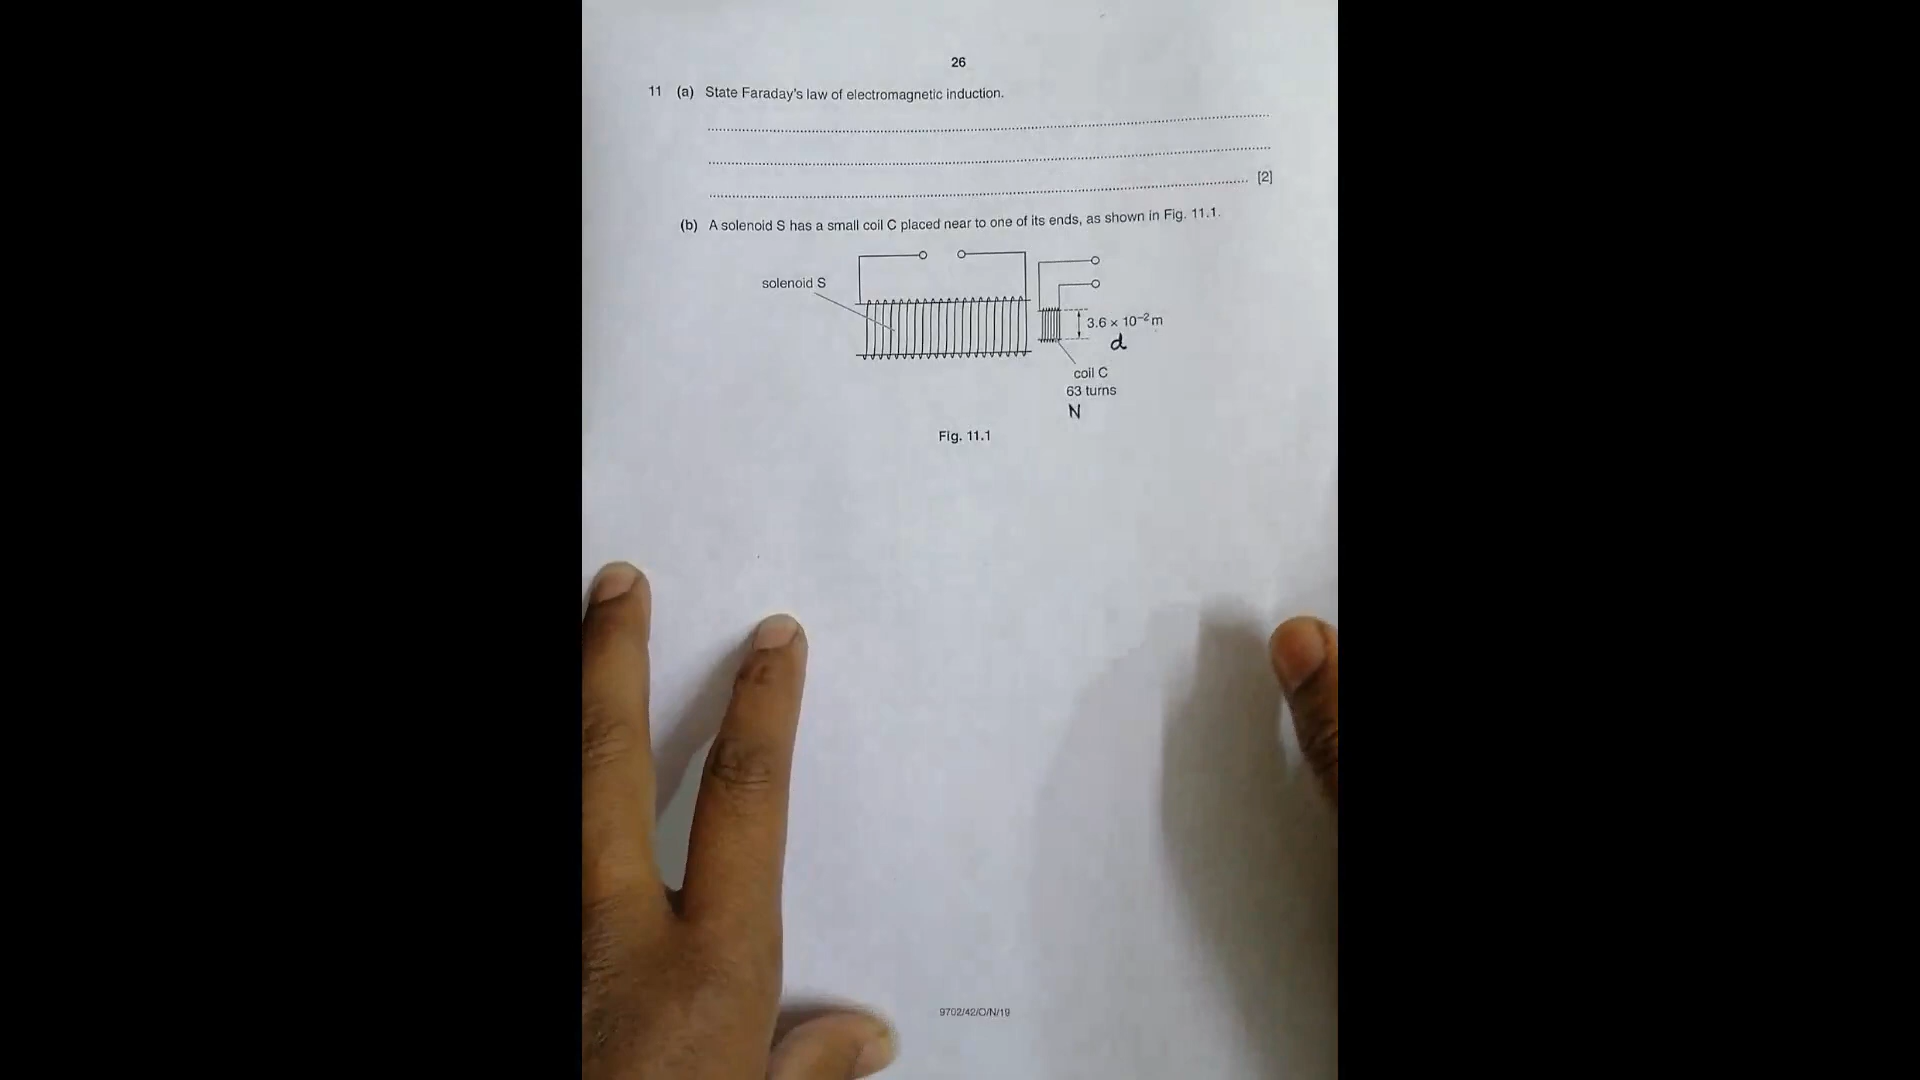 26
11 (a) State Faraday's law of electromagnetic induction.
[2]
(b) A solenoid S has a small coil C placed near to one of its ends, as shown in Fig. 11.1.
solenoid S
3.6 × 10⁻² m
d
coil C
63 turns
N
Fig. 11.1
9702/42/O/N/19